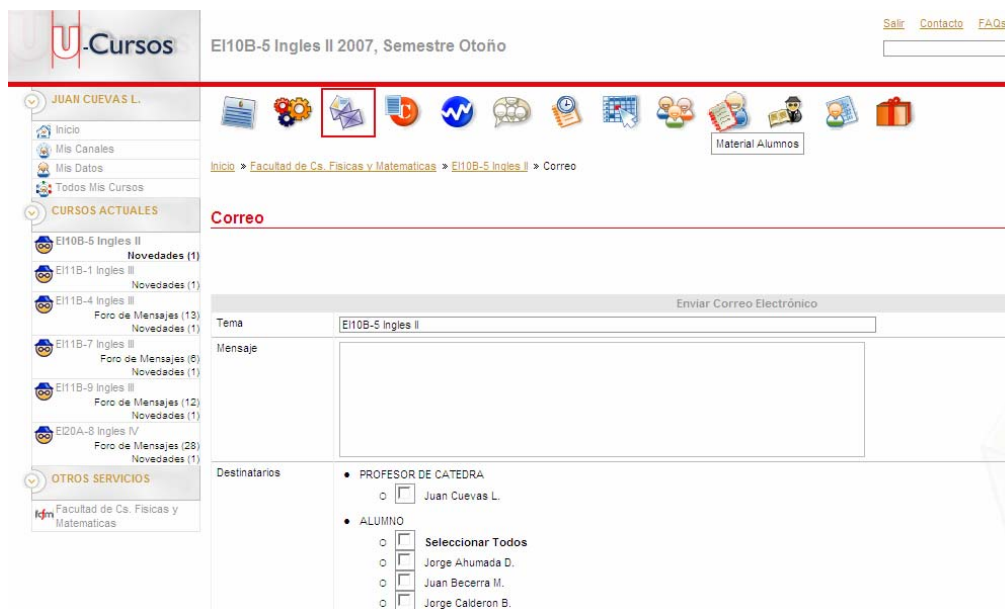 U-Cursos
EI10B-5 Ingles II 2007, Semestre Otoño
Salir Contacto FAQs
JUAN CUEVAS L.
Inicio
Mis Canales
Mis Datos
Todos Mis Cursos
CURSOS ACTUALES
EI10B-5 Ingles II
Novedades (1)
EI11B-1 Ingles III
Novedades (1)
EI11B-4 Ingles III
Foro de Mensajes (13)
Novedades (1)
EI11B-7 Ingles III
Foro de Mensajes (6)
Novedades (1)
EI11B-9 Ingles III
Foro de Mensajes (12)
Novedades (1)
EI20A-8 Ingles IV
Foro de Mensajes (28)
Novedades (1)
OTROS SERVICIOS
fcfm Facultad de Cs. Fisicas y
Matematicas
Material Alumnos
Inicio » Facultad de Cs. Fisicas y Matematicas » EI10B-5 Ingles II » Correo
Correo
Enviar Correo Electrónico
Tema EI10B-5 Ingles II
Mensaje
Destinatarios
• PROFESOR DE CATEDRA
Juan Cuevas L.
• ALUMNO
Seleccionar Todos
Jorge Ahumada D.
Juan Becerra M.
Jorge Calderon B.